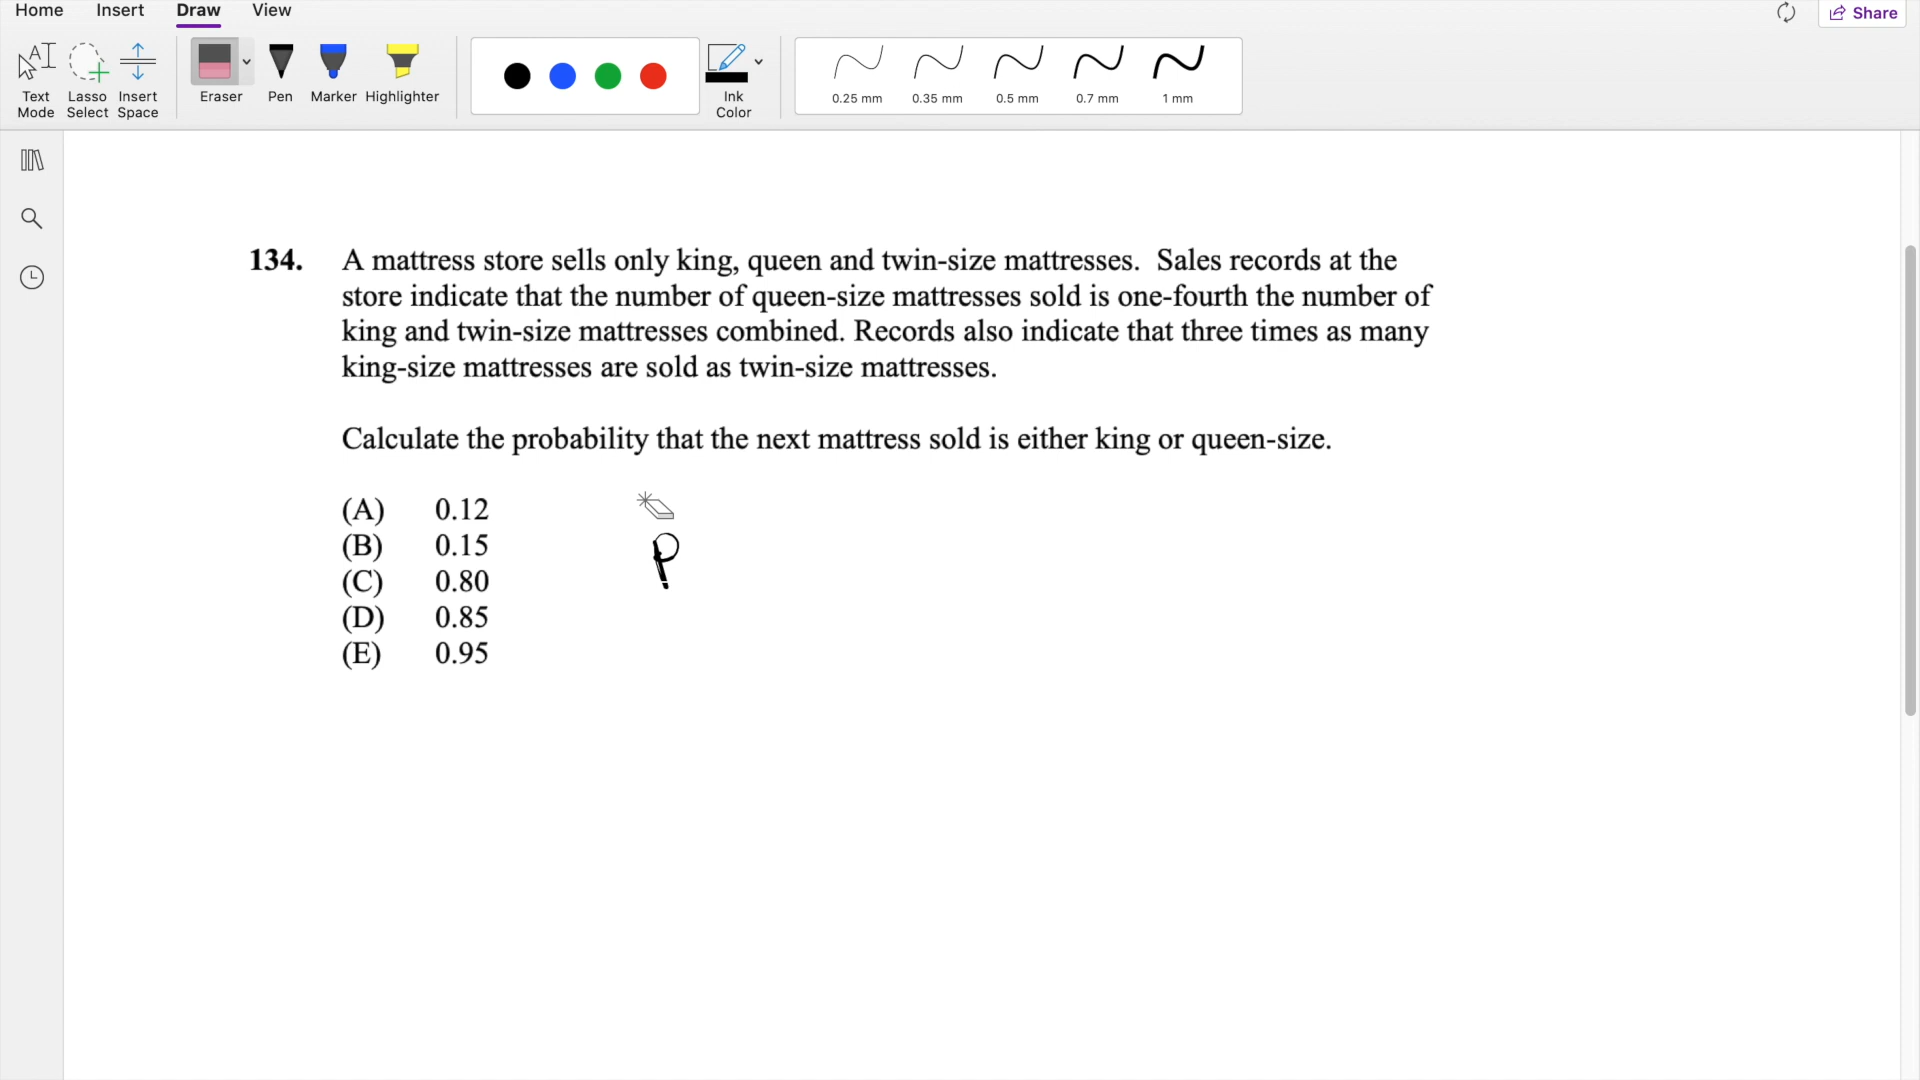 Home Insert Draw View
Share
Text Mode
Lasso Select
Insert Space
Eraser
Pen
Marker
Highlighter
Ink Color
0.25 mm
0.35 mm
0.5 mm
0.7 mm
1 mm
134. A mattress store sells only king, queen and twin-size mattresses. Sales records at the
store indicate that the number of queen-size mattresses sold is one-fourth the number of
king and twin-size mattresses combined. Records also indicate that three times as many
king-size mattresses are sold as twin-size mattresses.
Calculate the probability that the next mattress sold is either king or queen-size.
(A) 0.12
(B) 0.15
(C) 0.80
(D) 0.85
(E) 0.95
P